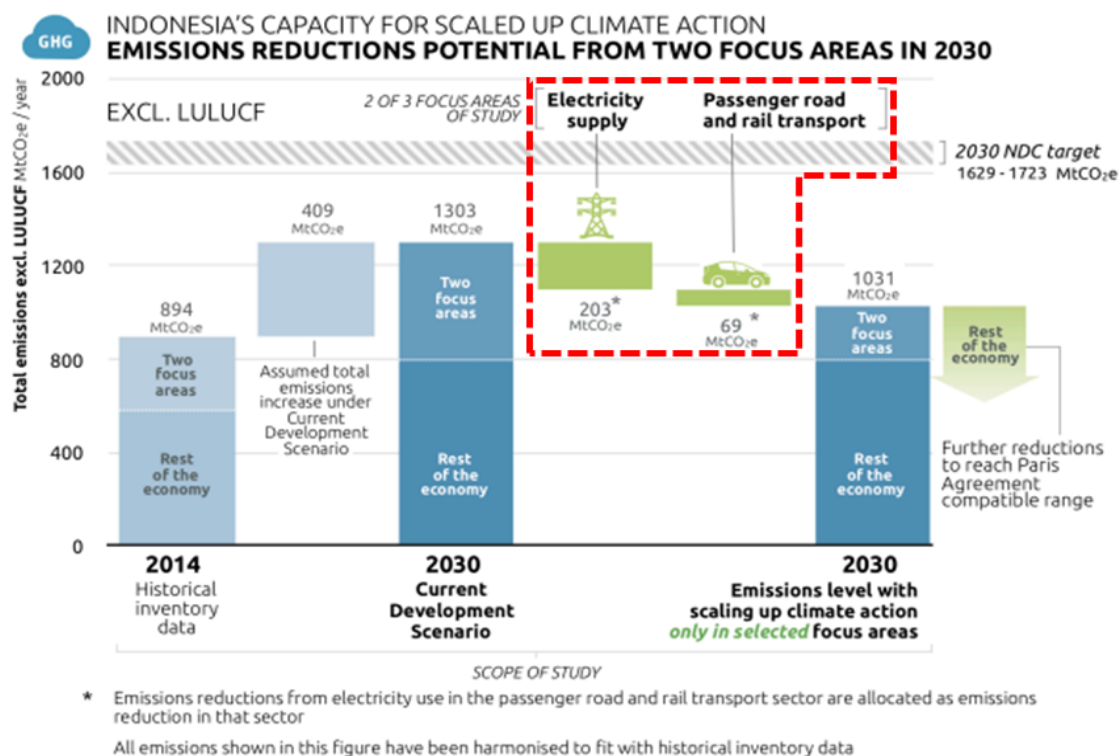 GHG
INDONESIA'S CAPACITY FOR SCALED UP CLIMATE ACTION
EMISSIONS REDUCTIONS POTENTIAL FROM TWO FOCUS AREAS IN 2030
Total emissions excl. LULUCF MtCO₂e / year
2000
1600
1200
800
400
0
EXCL. LULUCF
2 OF 3 FOCUS AREAS
OF STUDY
Electricity
supply
Passenger road
and rail transport
2030 NDC target
1629 - 1723 MtCO₂e
894
MtCO₂e
Two
focus
areas
Rest
of the
economy
409
MtCO₂e
Assumed total
emissions
increase under
Current
Development
Scenario
1303
MtCO₂e
Two
focus
areas
Rest
of the
economy
203*
MtCO₂e
69 *
MtCO₂e
1031
MtCO₂e
Two
focus areas
Rest
of the
economy
Rest
of the
economy
Further reductions
to reach Paris
Agreement
compatible range
2014
Historical
inventory
data
2030
Current
Development
Scenario
2030
Emissions level with
scaling up climate action
only in selected focus areas
SCOPE OF STUDY
* Emissions reductions from electricity use in the passenger road and rail transport sector are allocated as emissions
reduction in that sector
All emissions shown in this figure have been harmonised to fit with historical inventory data